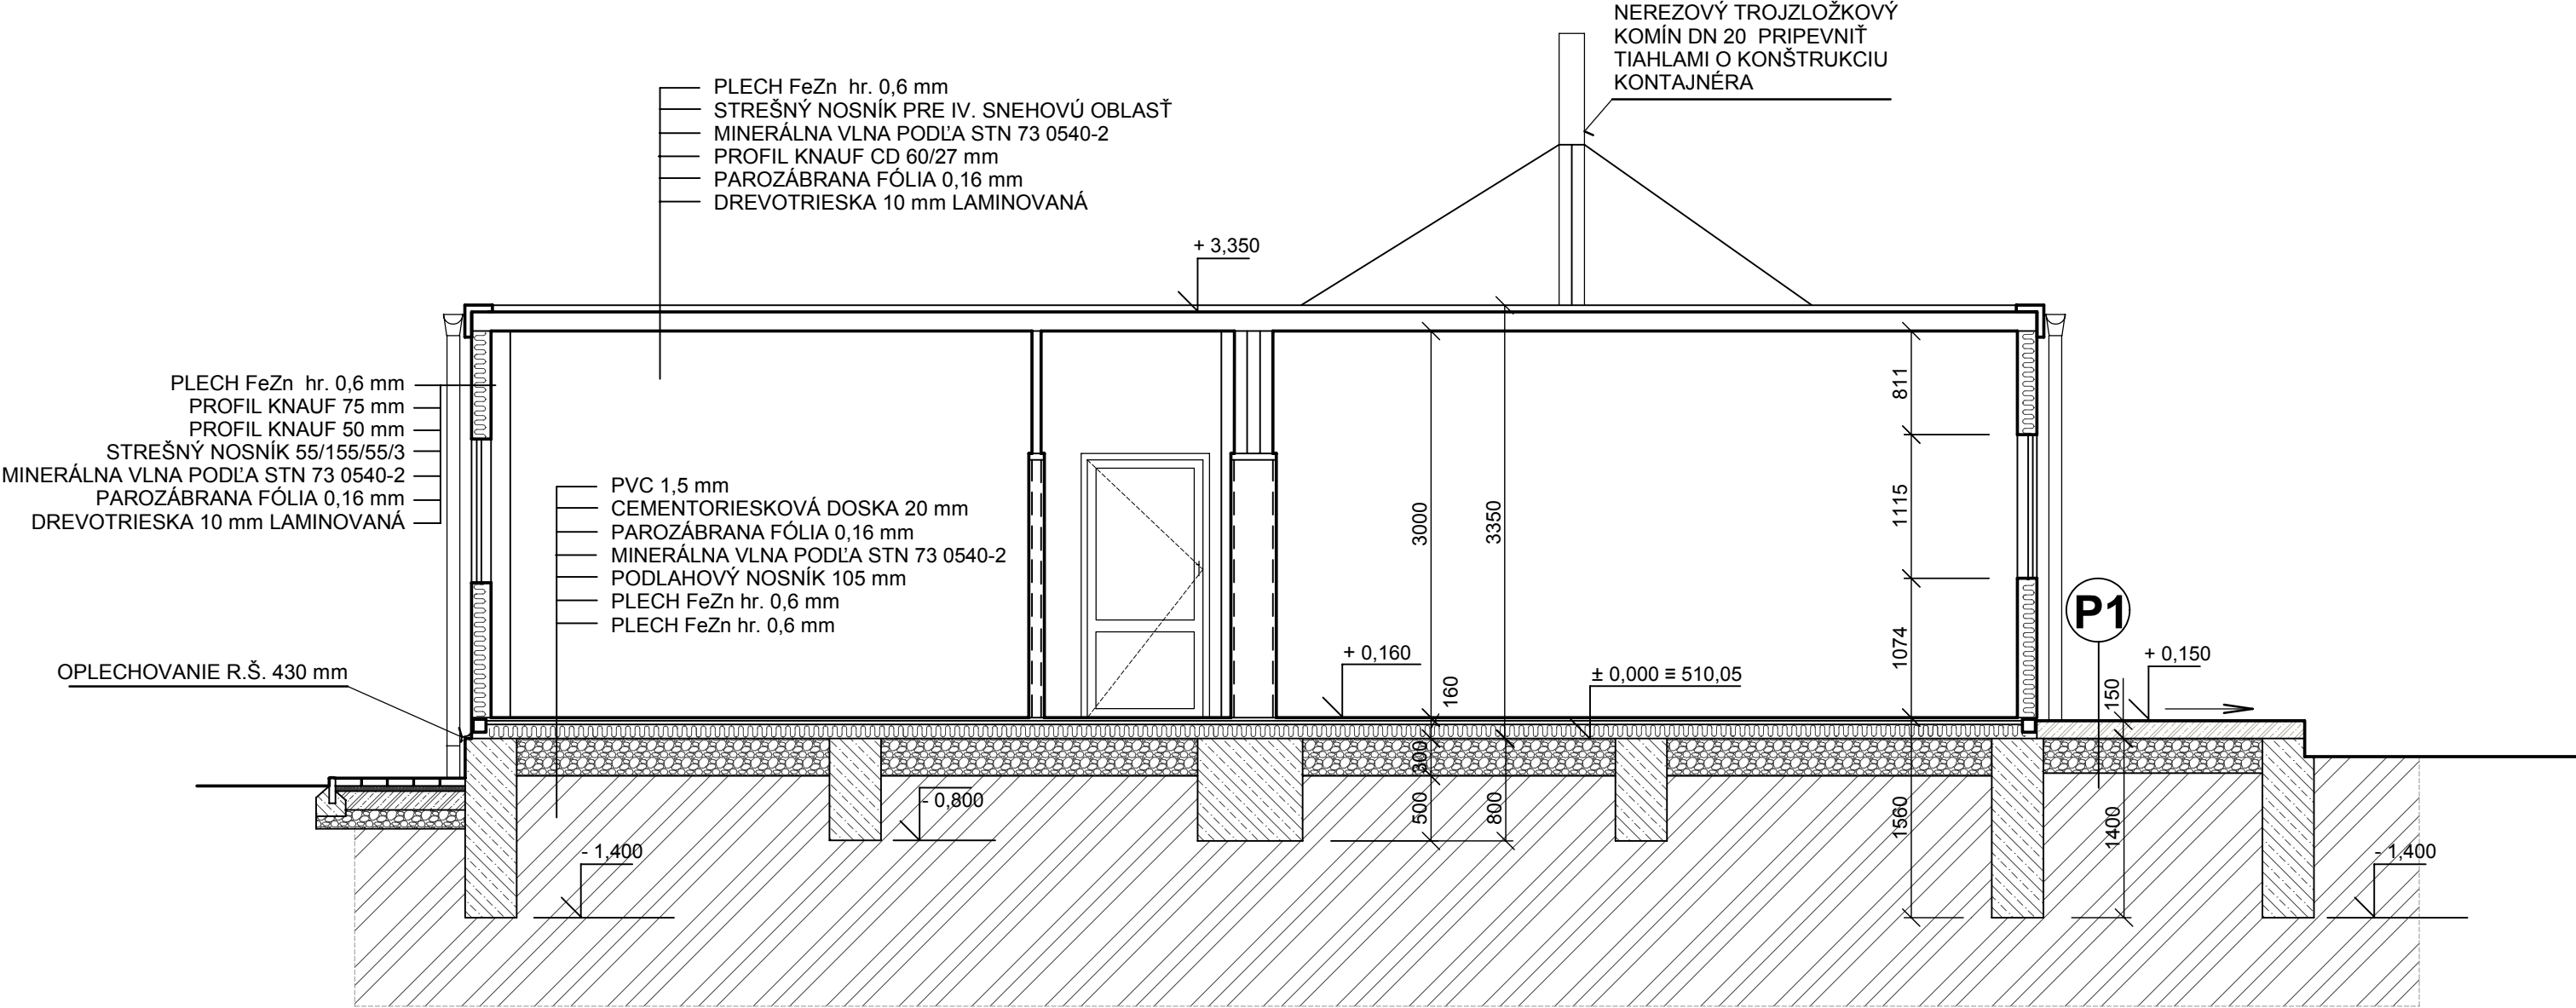 NEREZOVÝ TROJZLOŽKOVÝ
KOMÍN DN 20 PRIPEVNIŤ
TIAHLAMI O KONŠTRUKCIU
KONTAJNÉRA
PLECH FeZn hr. 0,6 mm
STREŠNÝ NOSNÍK PRE IV. SNEHOVÚ OBLASŤ
MINERÁLNA VLNA PODĽA STN 73 0540-2
PROFIL KNAUF CD 60/27 mm
PAROZÁBRANA FÓLIA 0,16 mm
DREVOTRIESKA 10 mm LAMINOVANÁ
+ 3,350
PLECH FeZn hr. 0,6 mm
PROFIL KNAUF 75 mm
PROFIL KNAUF 50 mm
STREŠNÝ NOSNÍK 55/155/55/3
MINERÁLNA VLNA PODĽA STN 73 0540-2
PAROZÁBRANA FÓLIA 0,16 mm
DREVOTRIESKA 10 mm LAMINOVANÁ
PVC 1,5 mm
CEMENTORIESKOVÁ DOSKA 20 mm
PAROZÁBRANA FÓLIA 0,16 mm
MINERÁLNA VLNA PODĽA STN 73 0540-2
PODLAHOVÝ NOSNÍK 105 mm
PLECH FeZn hr. 0,6 mm
PLECH FeZn hr. 0,6 mm
OPLECHOVANIE R.Š. 430 mm
3000
3350
811
1115
1074
P1
+ 0,160
± 0,000 ≡ 510,05
+ 0,150
160
150
300
500
800
1560
1400
- 0,800
- 1,400
- 1,400